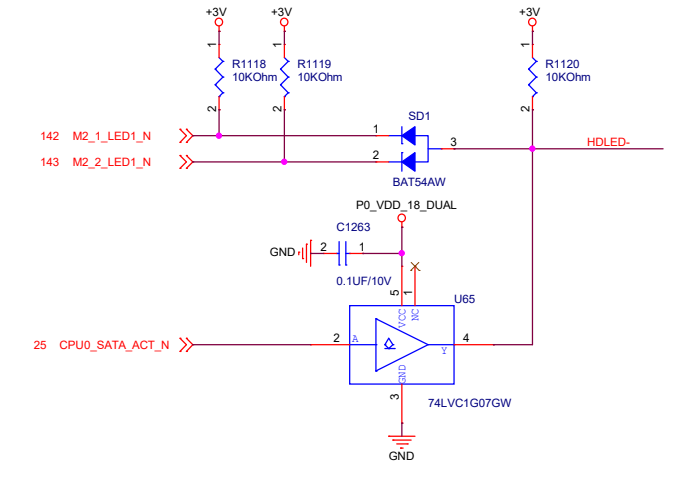 +3V +3V +3V
1 1 1
R1118 R1119 R1120
10KOhm 10KOhm 10KOhm
2 2 2
SD1
142 M2_1_LED1_N 1
3 HDLED-
143 M2_2_LED1_N 2
BAT54AW
P0_VDD_18_DUAL
C1263
GND 2 1
0.1UF/10V
5 1
U65
VCC NC
25 CPU0_SATA_ACT_N 2 A Y 4
GND
3
74LVC1G07GW
GND